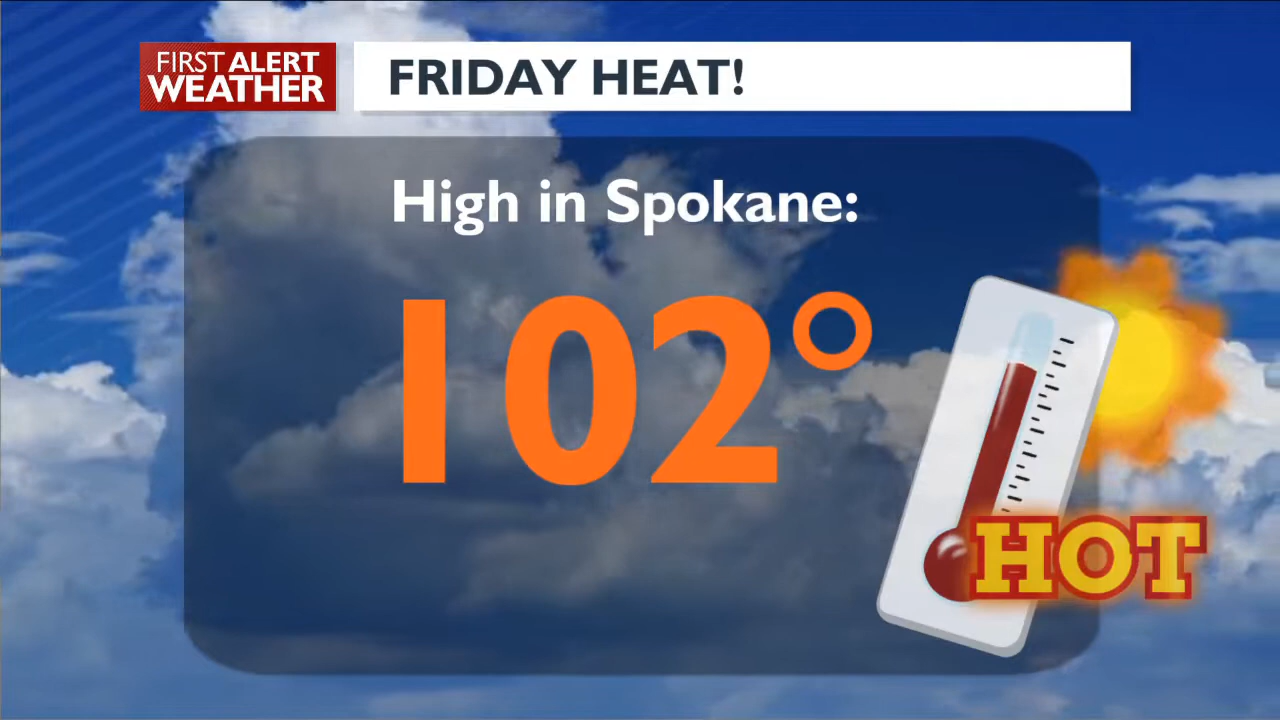 FIRST ALERT
WEATHER
FRIDAY HEAT!
High in Spokane:
102°
HOT